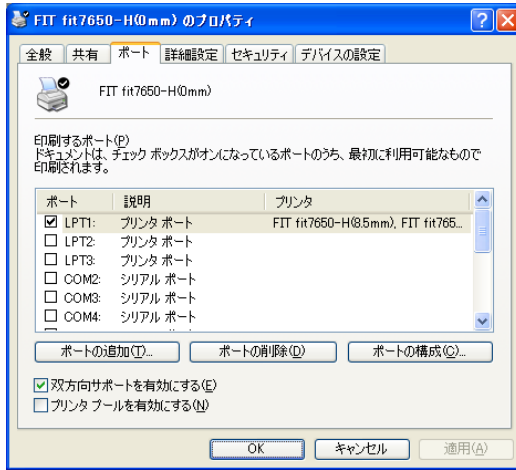 FIT fit7650-H(0mm) のプロパティ
全般 共有 ポート 詳細設定 セキュリティ デバイスの設定
FIT fit7650-H(0mm)
印刷するポート(P)
ドキュメントは、チェック ボックスがオンになっているポートのうち、最初に利用可能なもので
印刷されます。
ポート 説明 プリンタ
LPT1: プリンタ ポート FIT fit7650-H(8.5mm), FIT fit765...
LPT2: プリンタ ポート
LPT3: プリンタ ポート
COM2: シリアル ポート
COM3: シリアル ポート
COM4: シリアル ポート
ポートの追加(T)... ポートの削除(D) ポートの構成(C)...
双方向サポートを有効にする(E)
プリンタ プールを有効にする(N)
OK キャンセル 適用(A)